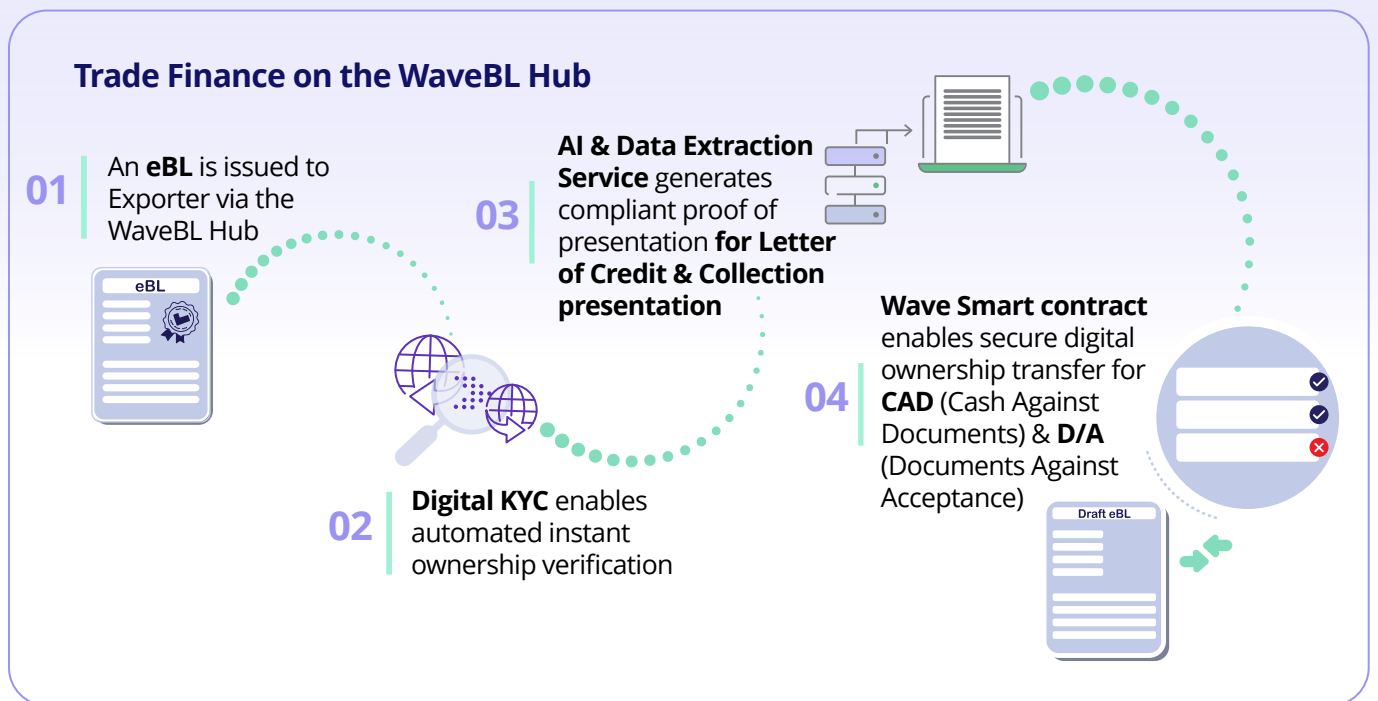 Trade Finance on the WaveBL Hub
01
An eBL is issued to
Exporter via the
WaveBL Hub
eBL
02
Digital KYC enables
automated instant
ownership verification
03
AI & Data Extraction
Service generates
compliant proof of
presentation for Letter
of Credit & Collection
presentation
04
Wave Smart contract
enables secure digital
ownership transfer for
CAD (Cash Against
Documents) & D/A
(Documents Against
Acceptance)
Draft eBL